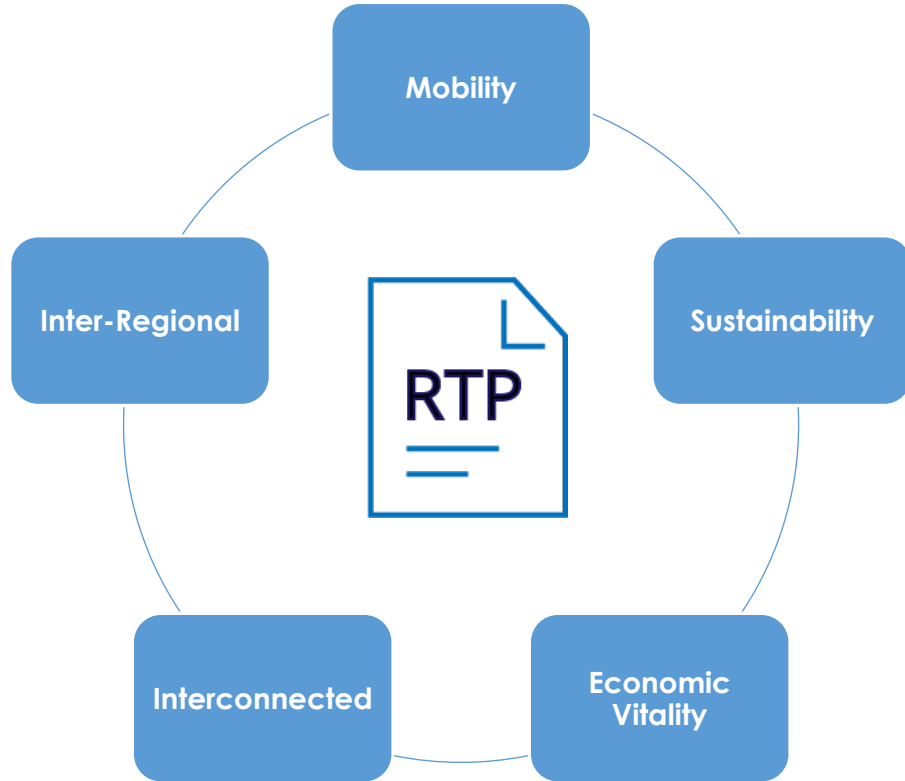 Mobility
Inter-Regional
Sustainability
RTP
Interconnected
Economic
Vitality